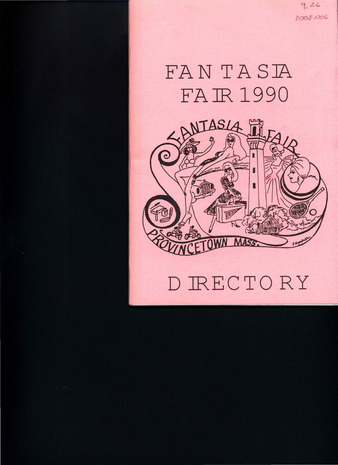 9.26
2002-006
FANTASIA
FAIR 1990
FANTASIA FAIR
PROVINCETOWN MASS.
DIRECTORY